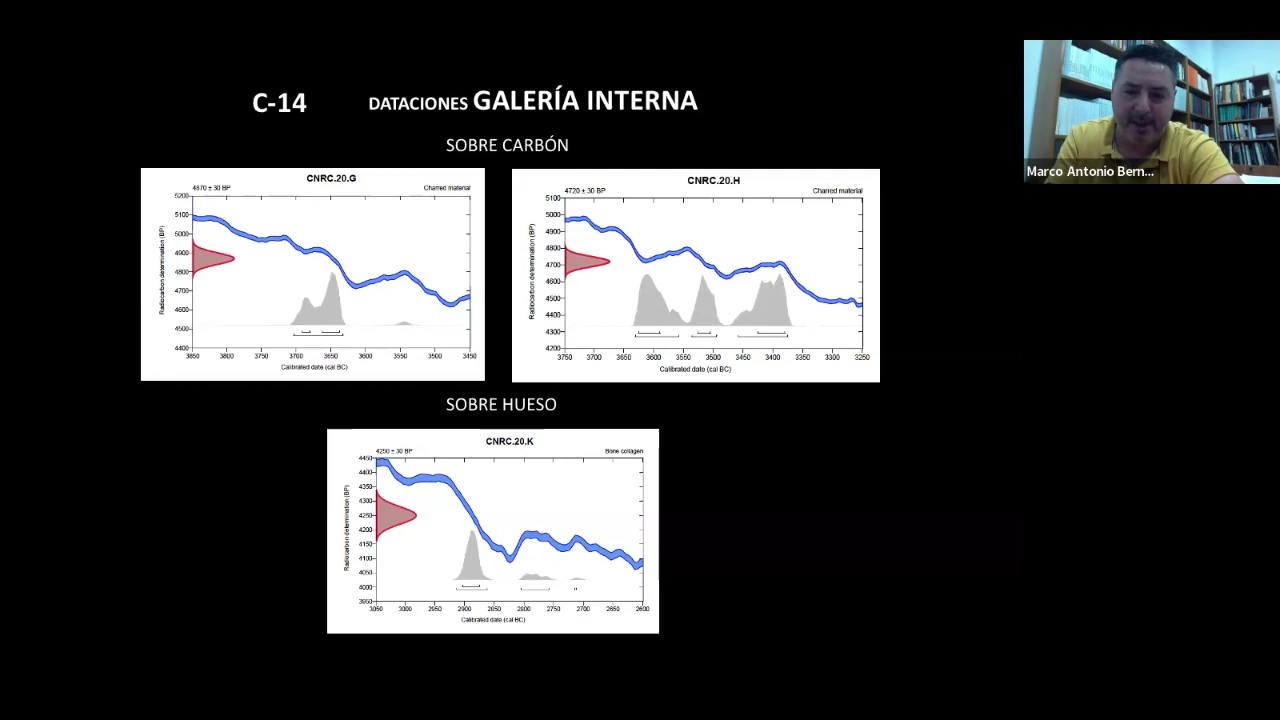 C-14 DATACIONES GALERÍA INTERNA
SOBRE CARBÓN
Marco Antonio Bern...
CNRC.20.G
4870 ± 30 BP Charred material
Radiocarbon determination (BP)
5200
5100
5000
4900
4800
4700
4600
4500
4400
3850 3800 3750 3700 3650 3600 3550 3500 3450
Calibrated date (cal BC)
CNRC.20.H
4720 ± 30 BP Charred material
Radiocarbon determination (BP)
5100
5000
4900
4800
4700
4600
4500
4400
4300
4200
3750 3700 3650 3600 3550 3500 3450 3400 3350 3300 3250
Calibrated date (cal BC)
SOBRE HUESO
CNRC.20.K
4250 ± 30 BP Bone collagen
Radiocarbon determination (BP)
4450
4400
4350
4300
4250
4200
4150
4100
4050
4000
3950
3050 3000 2950 2900 2850 2800 2750 2700 2650 2600
Calibrated date (cal BC)